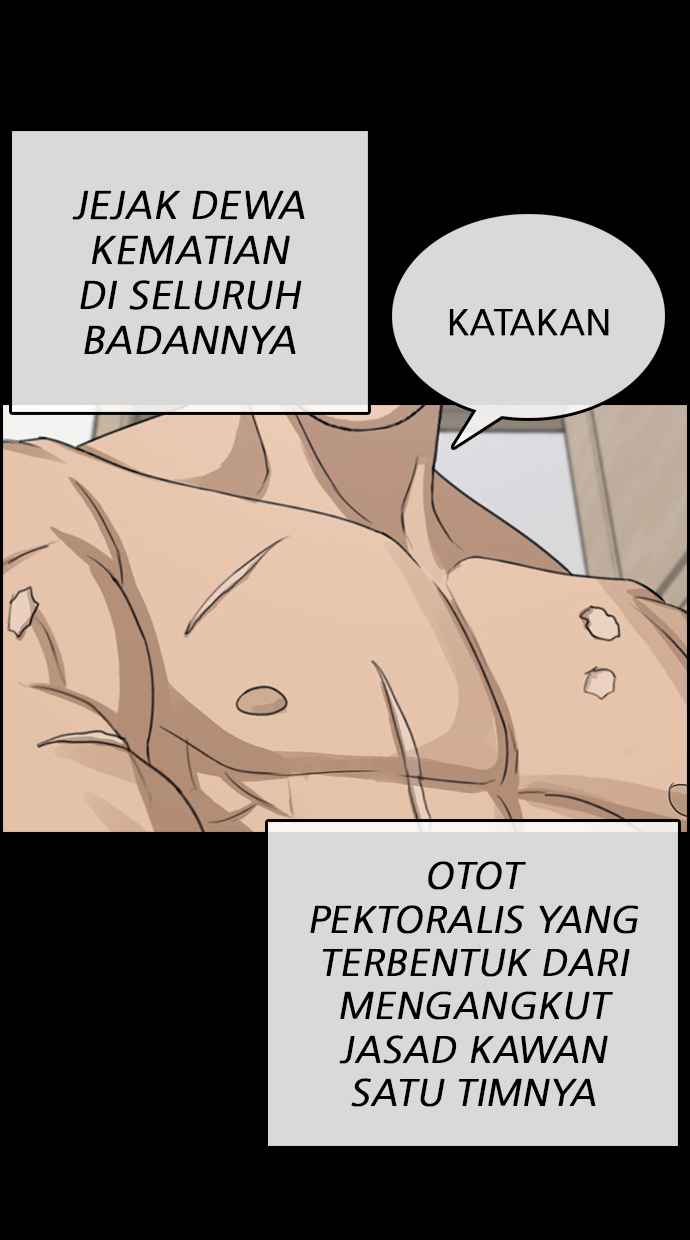 JEJAK DEWA
KEMATIAN
DI SELURUH
BADANNYA
KATAKAN
OTOT
PEKTORALIS YANG
TERBENTUK DARI
MENGANGKUT
JASAD KAWAN
SATU TIMNYA